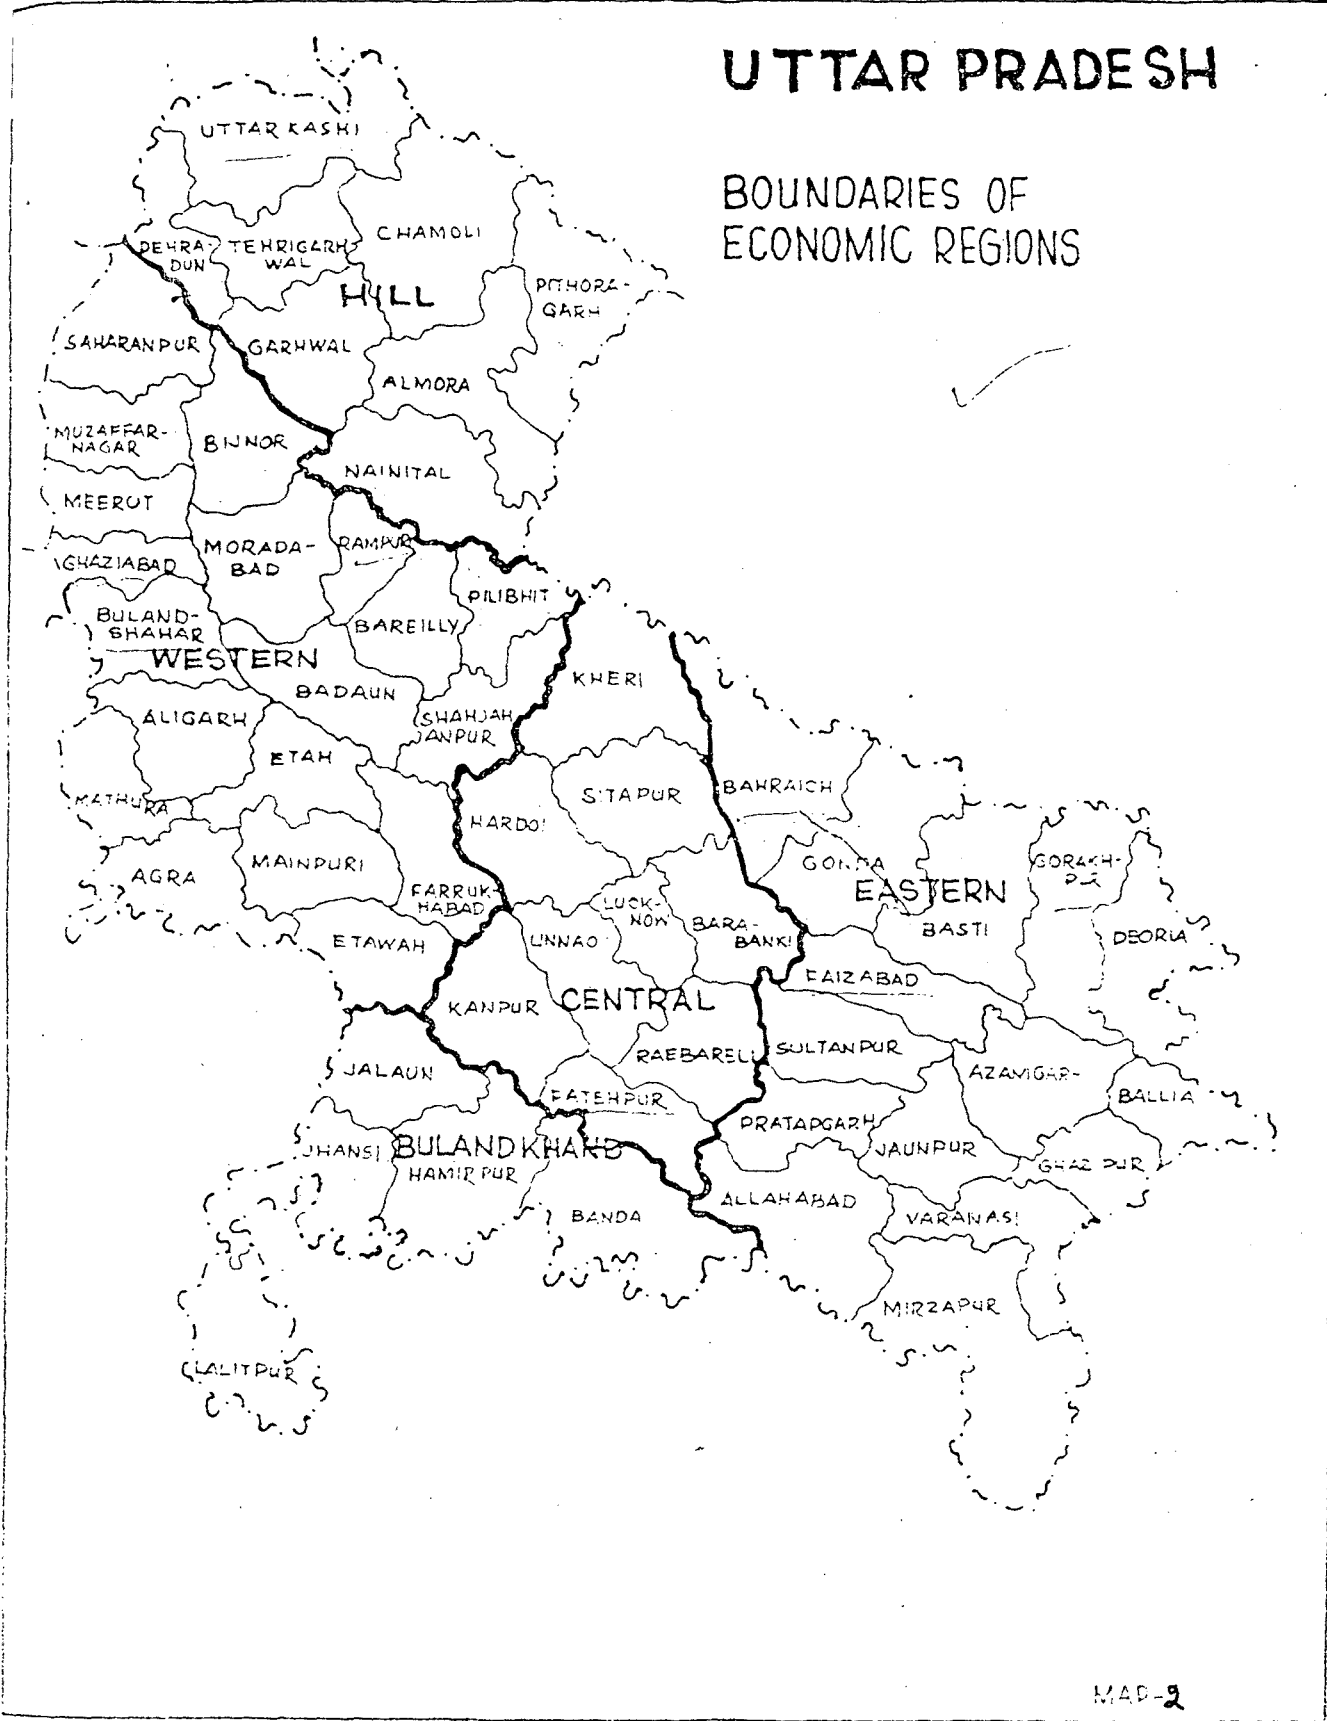 UTTAR PRADESH
BOUNDARIES OF
ECONOMIC REGIONS
UTTAR KASHI
CHAMOLI
DEHRA-
DUN
TEHRIGARH
WAL
HILL
PITHORA-
GARH
SAHARANPUR
GARHWAL
ALMORA
MUZAFFAR-
NAGAR
BIJNOR
NAINITAL
MEERUT
MORADA-
BAD
RAMPUR
GHAZIABAD
PILIBHIT
BULAND-
SHAHAR
BAREILLY
WESTERN
KHERI
BADAUN
ALIGARH
SHAHJAH
JANPUR
ETAH
MATHURA
SITAPUR
BAHRAICH
HARDOI
AGRA
MAINPURI
GONDA
GORAKH-
PUR
FARRUK-
HABAD
EASTERN
LUCK-
NOW
BARA-
BANKI
BASTI
DEORIA
ETAWAH
UNNAO
FAIZABAD
KANPUR
CENTRAL
RAEBARELI
SULTANPUR
JALAUN
AZAMGAR-
FATEHPUR
BALLIA
PRATAPGARH
JHANSI
BULANDKHAND
HAMIRPUR
JAUNPUR
GHAZIPUR
ALLAHABAD
BANDA
VARANASI
MIRZAPUR
LALITPUR
MAP-2